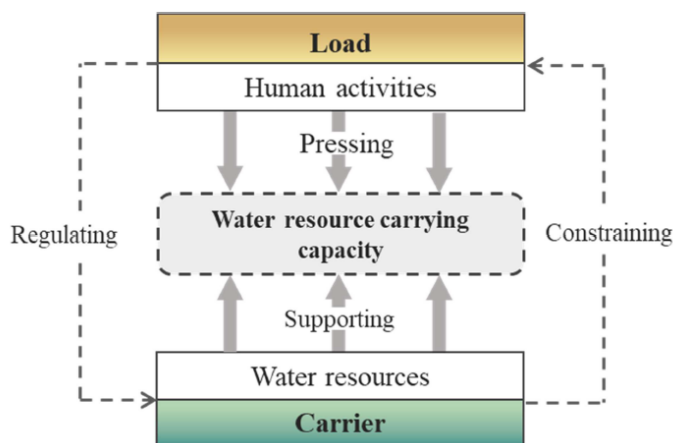 Load
Human activities
Pressing
Water resource carrying
capacity
Regulating
Constraining
Supporting
Water resources
Carrier